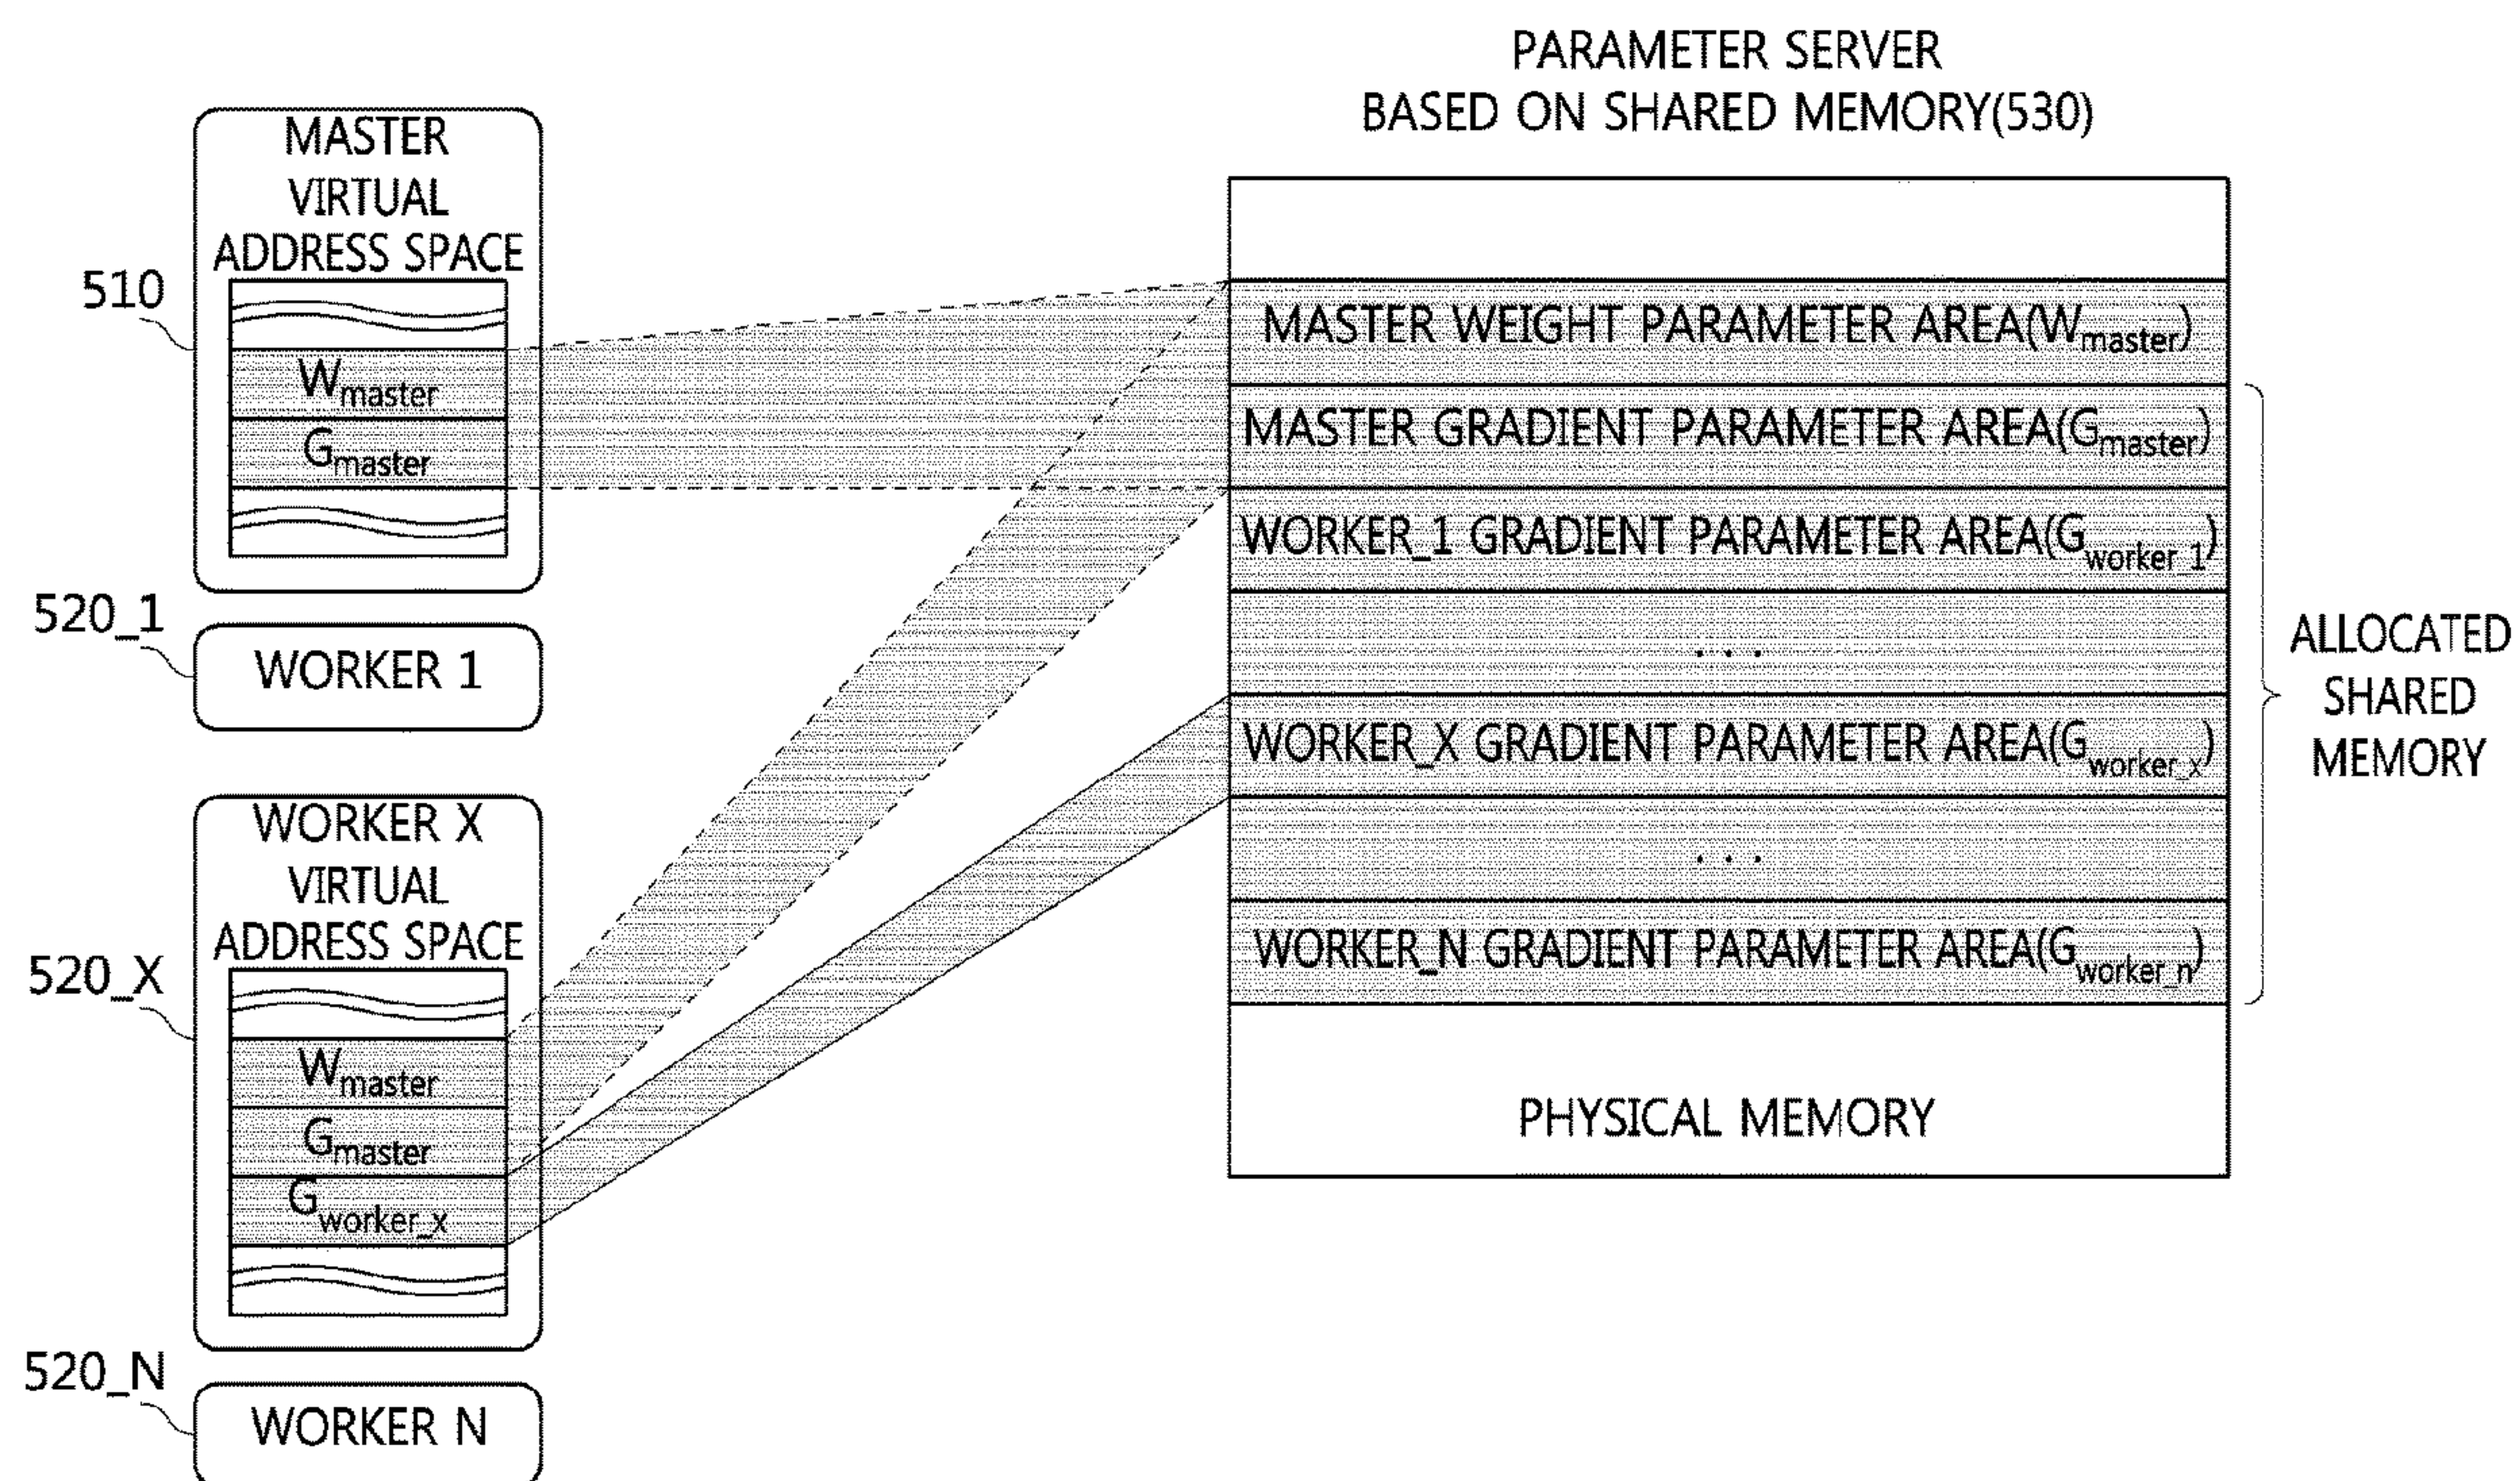 PARAMETER SERVER
BASED ON SHARED MEMORY(530)
MASTER
VIRTUAL
ADDRESS SPACE
510
Wmaster
Gmaster
520_1
WORKER 1
WORKER X
VIRTUAL
ADDRESS SPACE
520_X
Wmaster
Gmaster
Gworker_x
520_N
WORKER N
MASTER WEIGHT PARAMETER AREA(Wmaster)
MASTER GRADIENT PARAMETER AREA(Gmaster)
WORKER_1 GRADIENT PARAMETER AREA(Gworker_1)
. . .
WORKER_X GRADIENT PARAMETER AREA(Gworker_x)
. . .
WORKER_N GRADIENT PARAMETER AREA(Gworker_n)
PHYSICAL MEMORY
ALLOCATED
SHARED
MEMORY